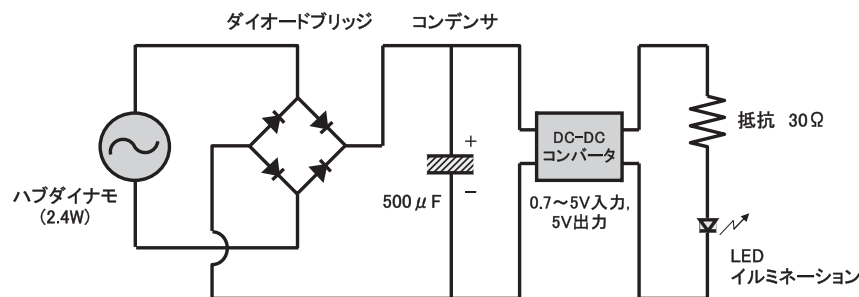 ダイオードブリッジ
コンデンサ
ハブダイナモ
(2.4W)
+
−
500μF
DC−DC
コンバータ
0.7～5V入力,
5V出力
抵抗 30Ω
LED
イルミネーション